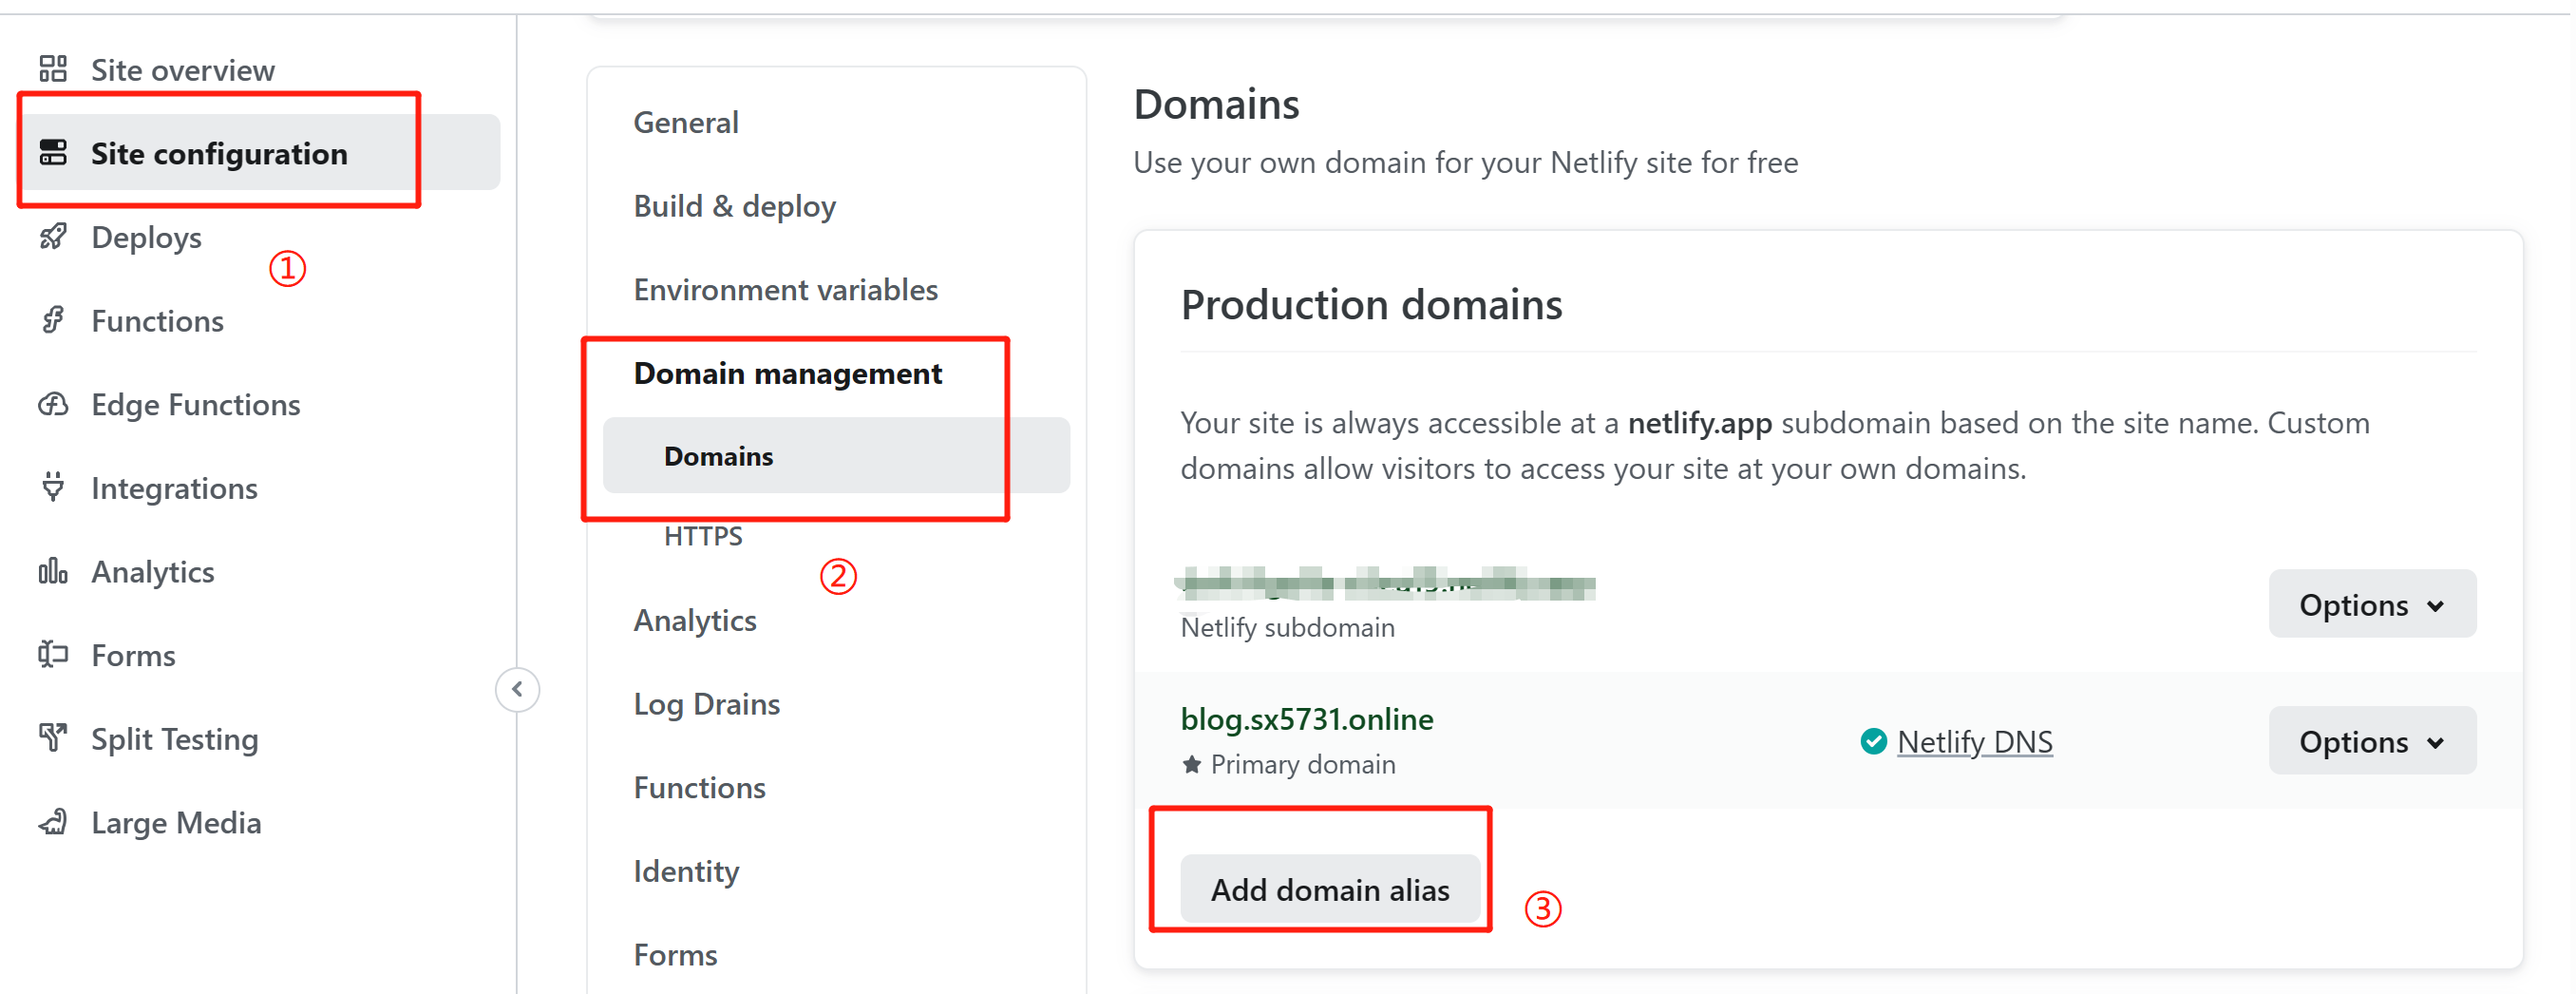 Site overview
Site configuration
Deploys
①
Functions
Edge Functions
Integrations
Analytics
Forms
Split Testing
Large Media
General
Build & deploy
Environment variables
Domain management
Domains
HTTPS
②
Analytics
Log Drains
Functions
Identity
Forms
Domains
Use your own domain for your Netlify site for free
Production domains
Your site is always accessible at a netlify.app subdomain based on the site name. Custom
domains allow visitors to access your site at your own domains.
Netlify subdomain
Options
blog.sx5731.online
Primary domain
Netlify DNS
Options
Add domain alias
③